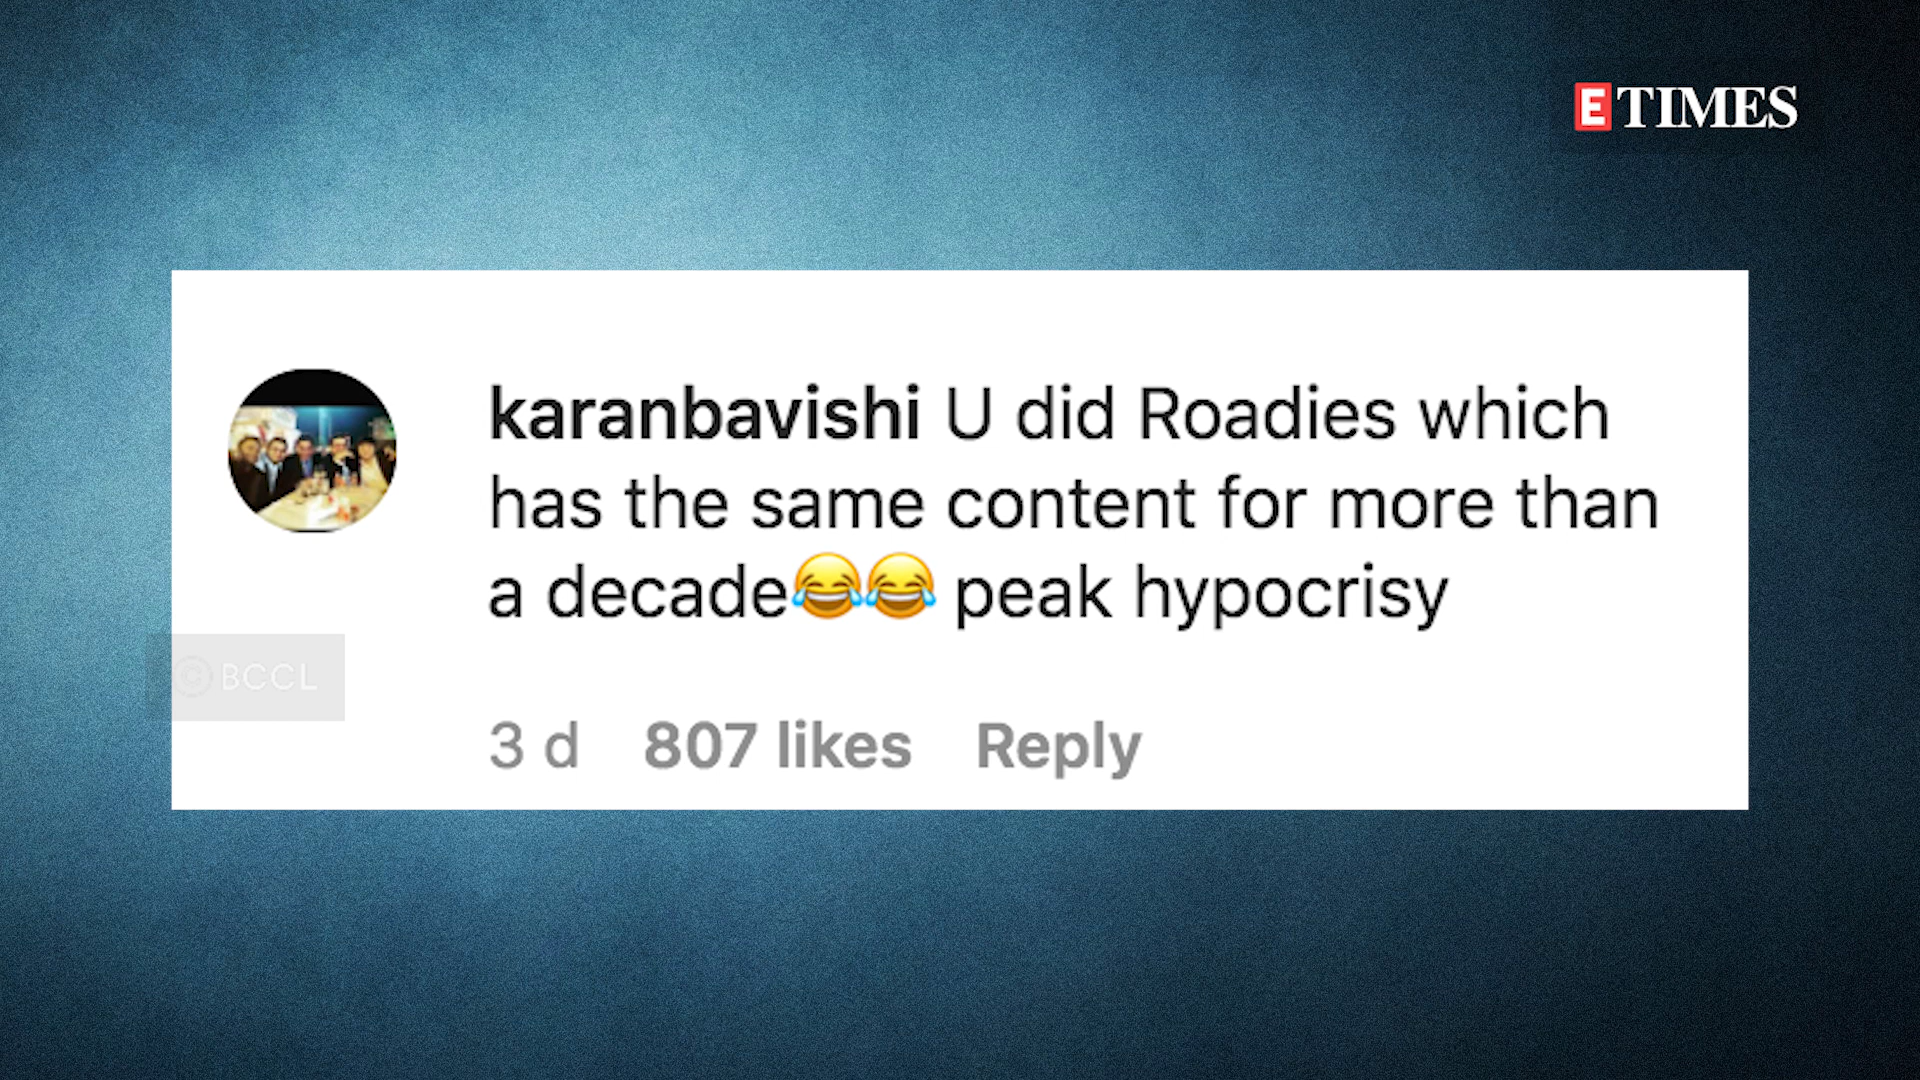 E TIMES
karanbavishi U did Roadies which
has the same content for more than
a decade😂😂 peak hypocrisy
© BCCL
3 d 807 likes Reply